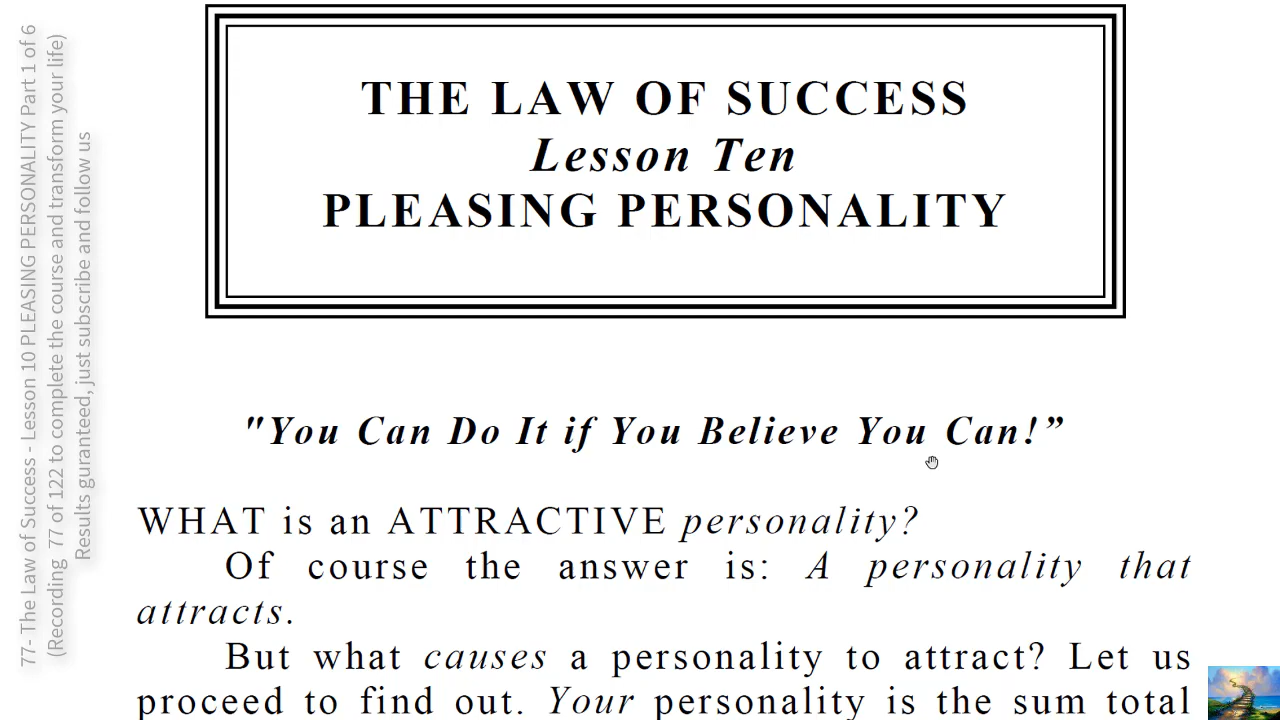 THE LAW OF SUCCESS
Lesson Ten
PLEASING PERSONALITY
"You Can Do It if You Believe You Can!”
WHAT is an ATTRACTIVE personality?
Of course the answer is: A personality that
attracts.
But what causes a personality to attract? Let us
proceed to find out. Your personality is the sum total
77- The Law of Success - Lesson 10 PLEASING PERSONALITY Part 1 of 6
(Recording 77 of 122 to complete the course and transform your life)
Results guranteed, just subscribe and follow us